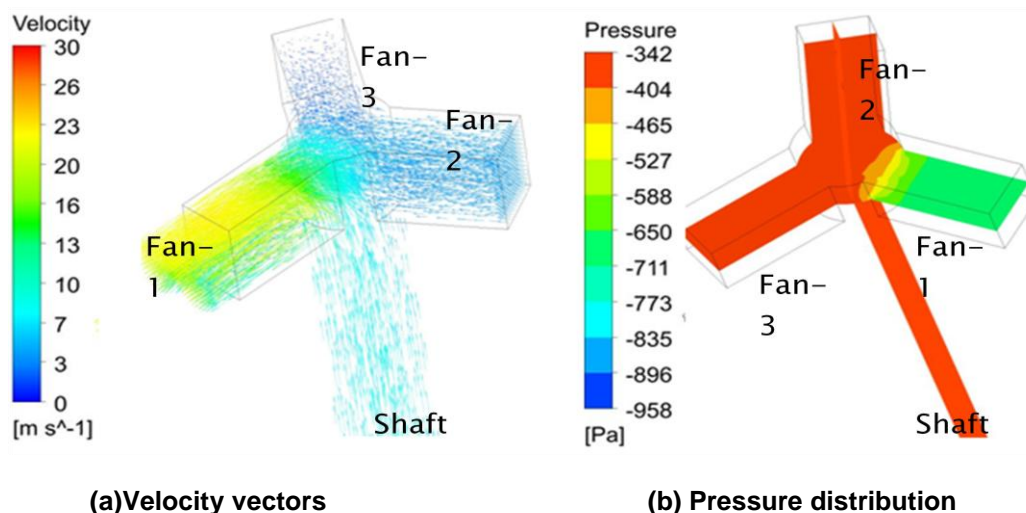 Velocity
30
27
23
20
16
13
10
7
3
0
[m s^-1]
Fan-
3
Fan-
2
Fan-
1
Shaft
Pressure
-342
-404
-465
-527
-588
-650
-711
-773
-835
-896
-958
[Pa]
Fan-
2
Fan-
1
Fan-
3
Shaft
(a)Velocity vectors
(b) Pressure distribution